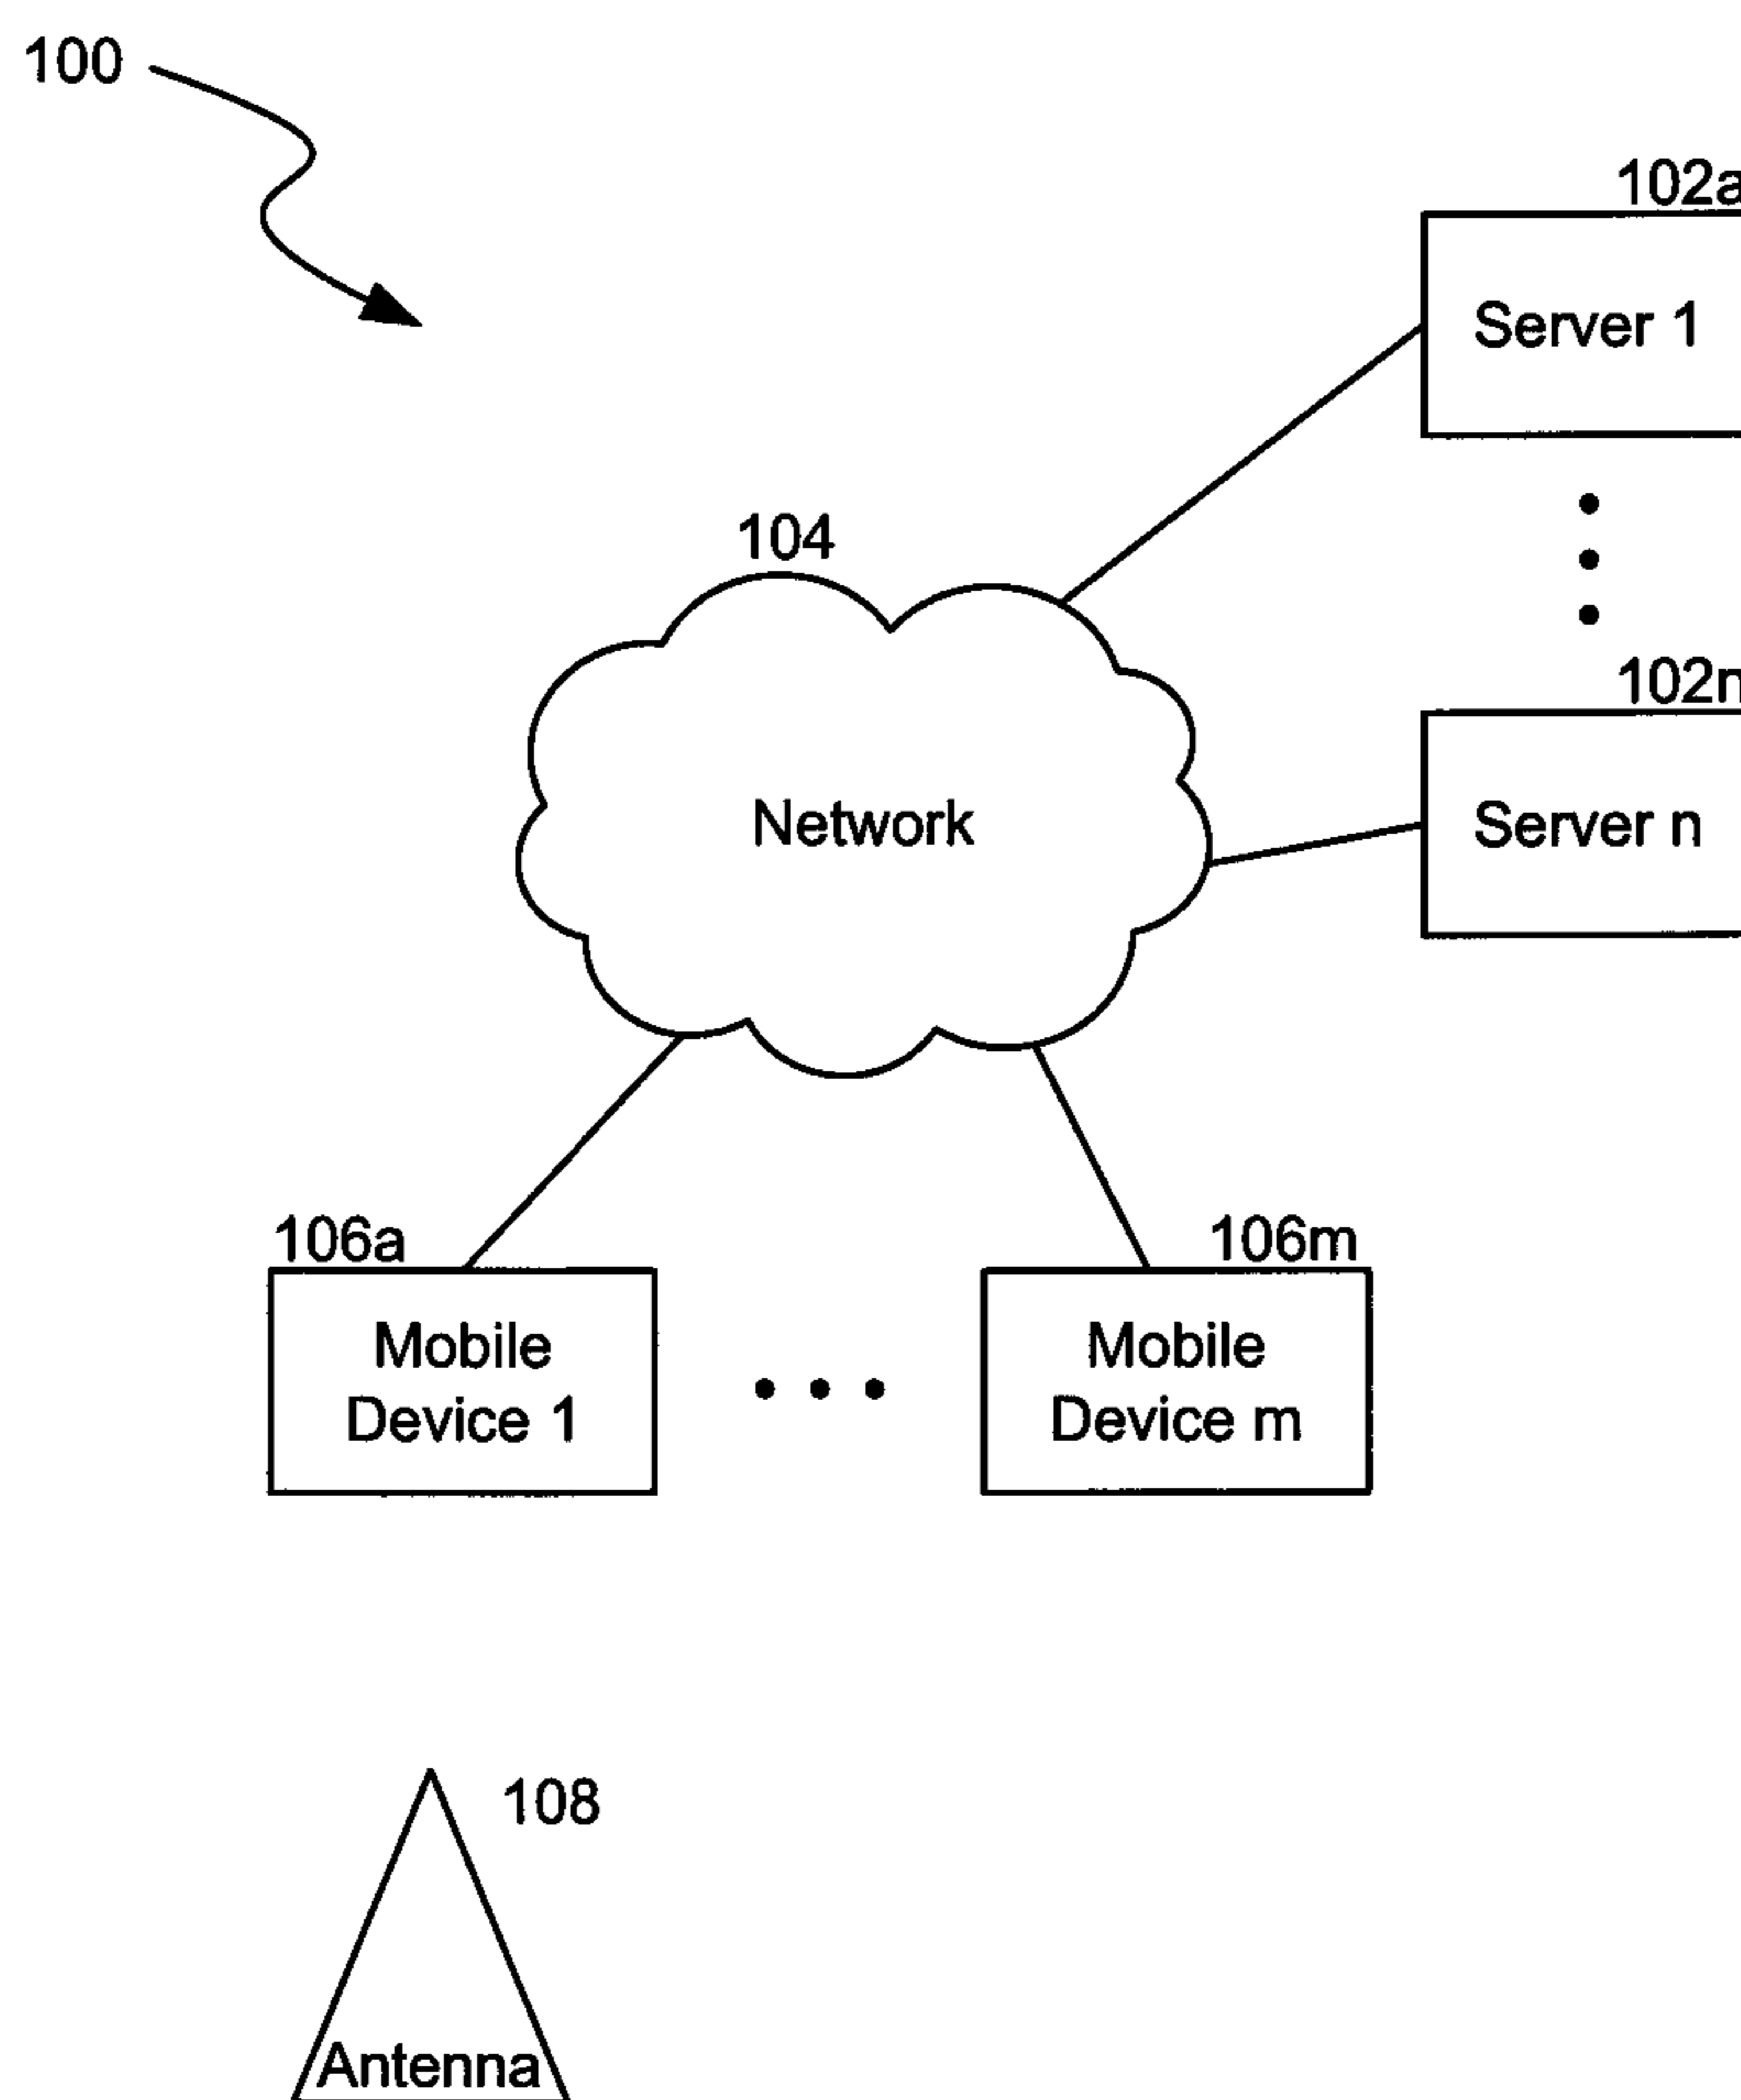 100
102a
Server 1
104
102n
Network
Server n
106a
106m
Mobile
Device 1
Mobile
Device m
108
Antenna